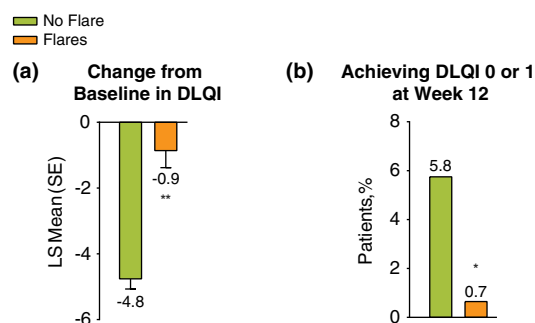 No Flare
Flares
(a) Change from
Baseline in DLQI
0
-2
-4
-6
LS Mean (SE)
-0.9
**
-4.8
(b) Achieving DLQI 0 or 1
at Week 12
8
6
4
2
0
Patients,%
5.8
*
0.7